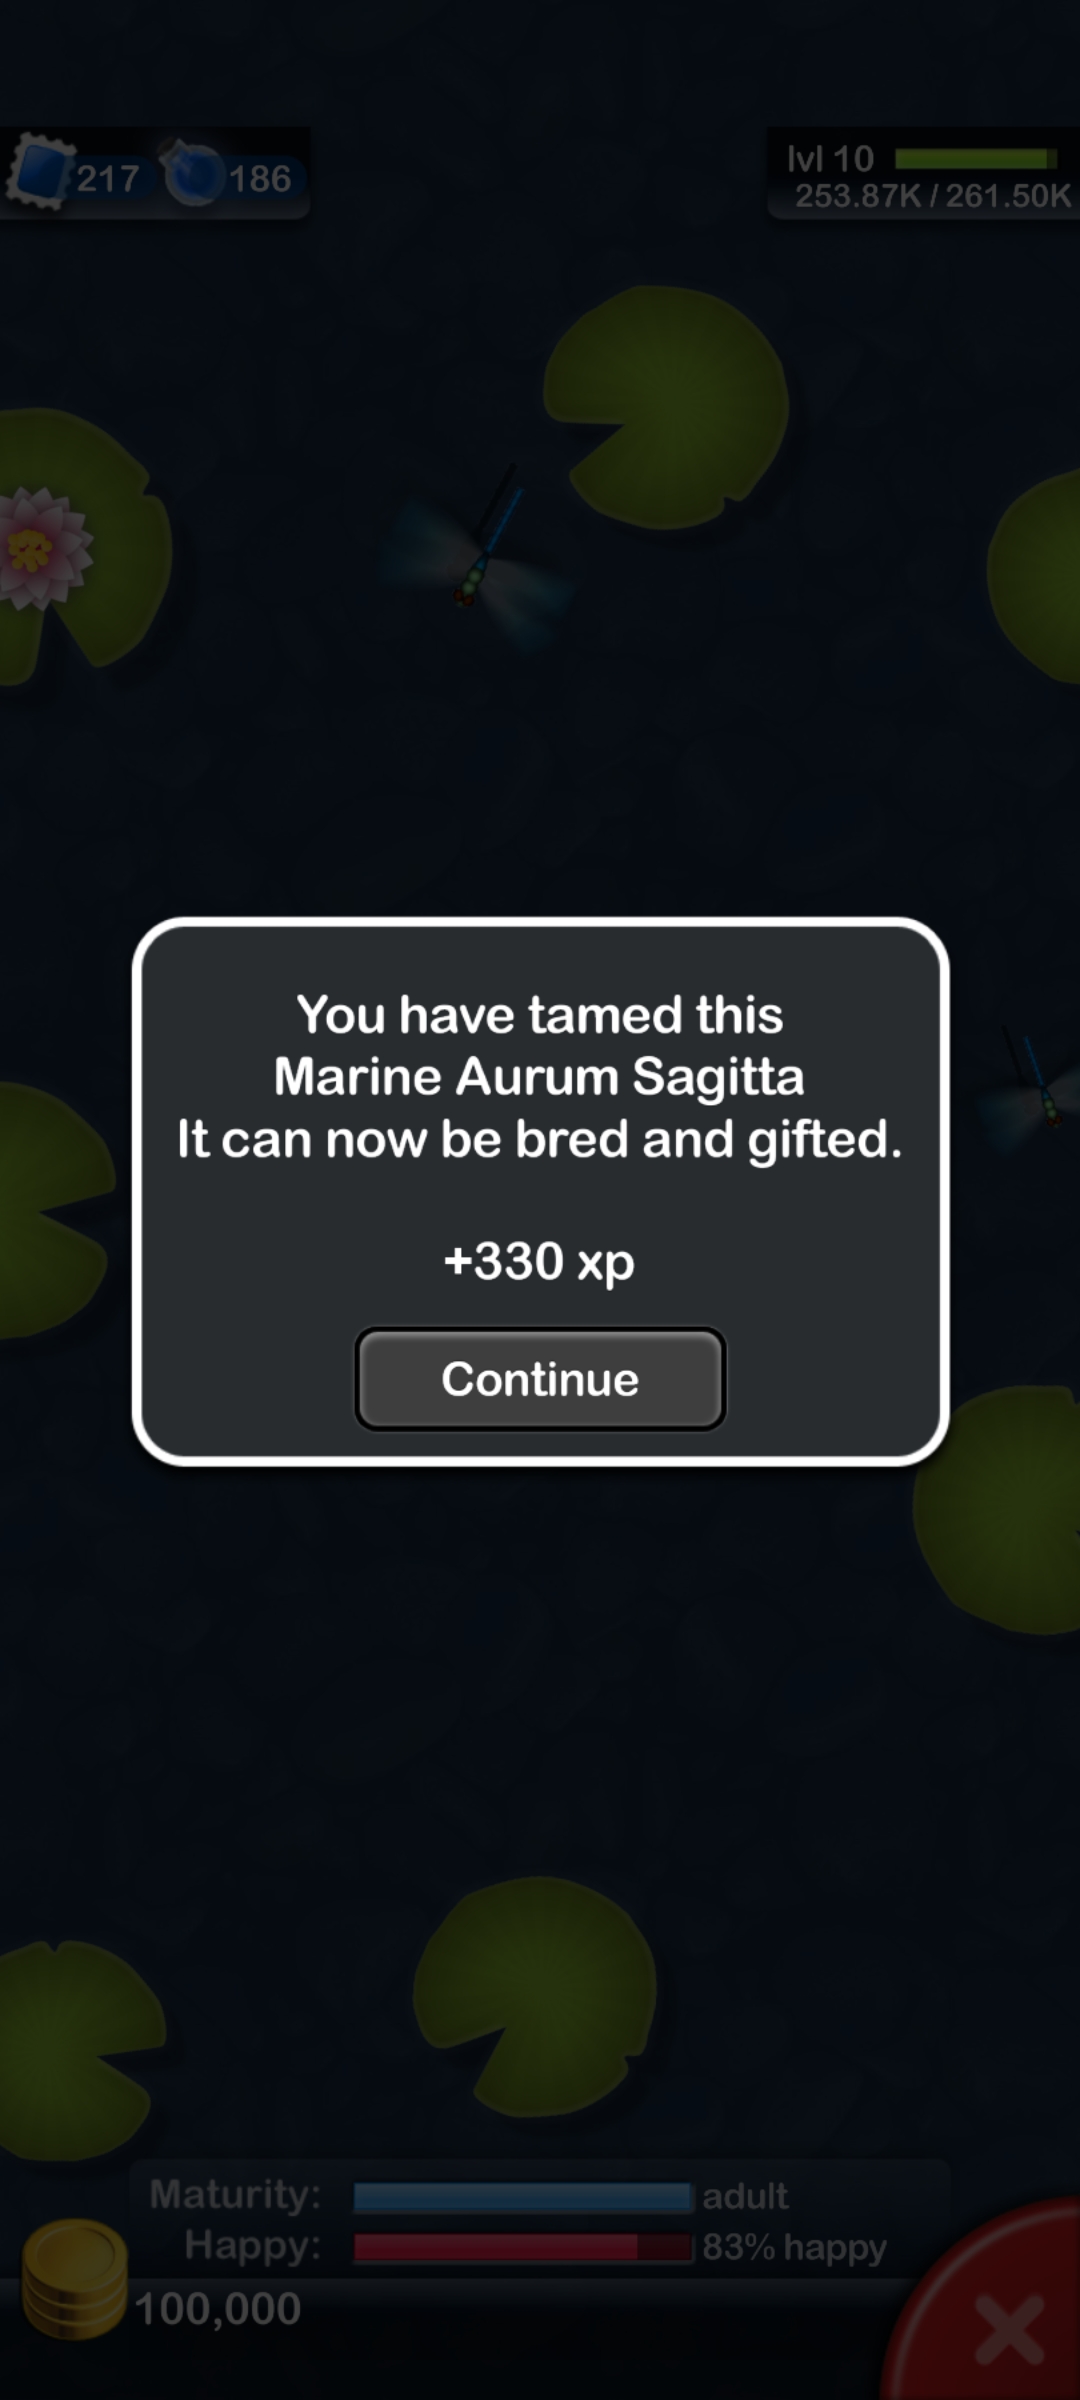 217 186
lvl 10
253.87K / 261.50K
You have tamed this
Marine Aurum Sagitta
It can now be bred and gifted.
+330 xp
Continue
Maturity: adult
Happy: 83% happy
100,000